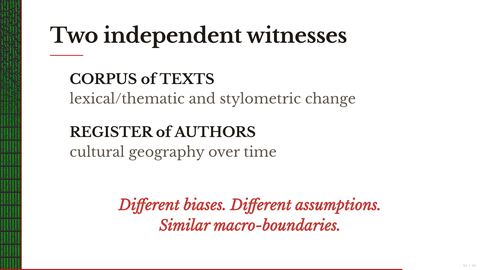 Two independent witnesses
CORPUS of TEXTS
lexical/thematic and stylometric change
REGISTER of AUTHORS
cultural geography over time
Different biases. Different assumptions.
Similar macro-boundaries.